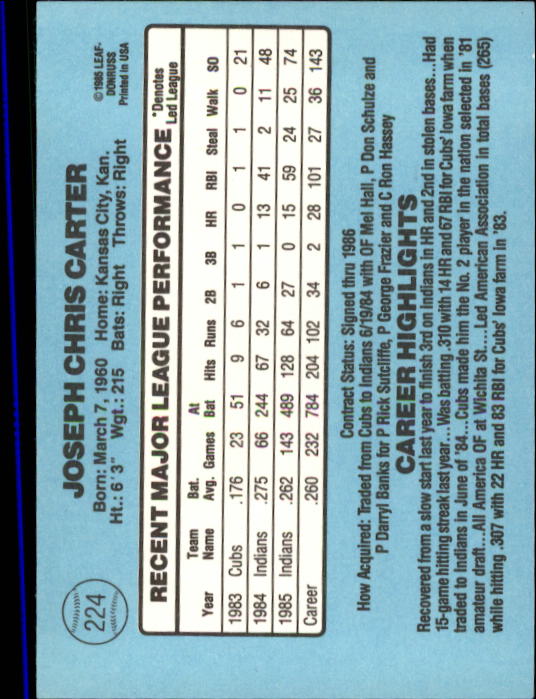 224
JOSEPH CHRIS CARTER
© 1985 LEAF-
DONRUSS
Printed in USA
Born: March 7, 1960 Home: Kansas City, Kan.
Ht.: 6' 3" Wgt.: 215 Bats: Right Throws: Right
RECENT MAJOR LEAGUE PERFORMANCE *Denotes Led League
Year Team Name Bat. Avg. Games At Bat Hits Runs 2B 3B HR RBI Steal Walk SO
1983 Cubs .176 23 51 9 6 1 1 0 1 1 0 21
1984 Indians .275 66 244 67 32 6 1 13 41 2 11 48
1985 Indians .262 143 489 128 64 27 0 15 59 24 25 74
Career .260 232 784 204 102 34 2 28 101 27 36 143
Contract Status: Signed thru 1986
How Acquired: Traded from Cubs to Indians 6/19/84 with OF Mel Hall, P Don Schulze and
P Darryl Banks for P Rick Sutcliffe, P George Frazier and C Ron Hassey
CAREER HIGHLIGHTS
Recovered from a slow start last year to finish 3rd on Indians in HR and 2nd in stolen bases...Had
15-game hitting streak last year...Was batting .310 with 14 HR and 67 RBI for Cubs' Iowa farm when
traded to Indians in June of '84...Cubs made him the No. 2 player in the nation selected in '81
amateur draft...All America OF at Wichita St....Led American Association in total bases (265)
while hitting .307 with 22 HR and 83 RBI for Cubs' Iowa farm in '83.